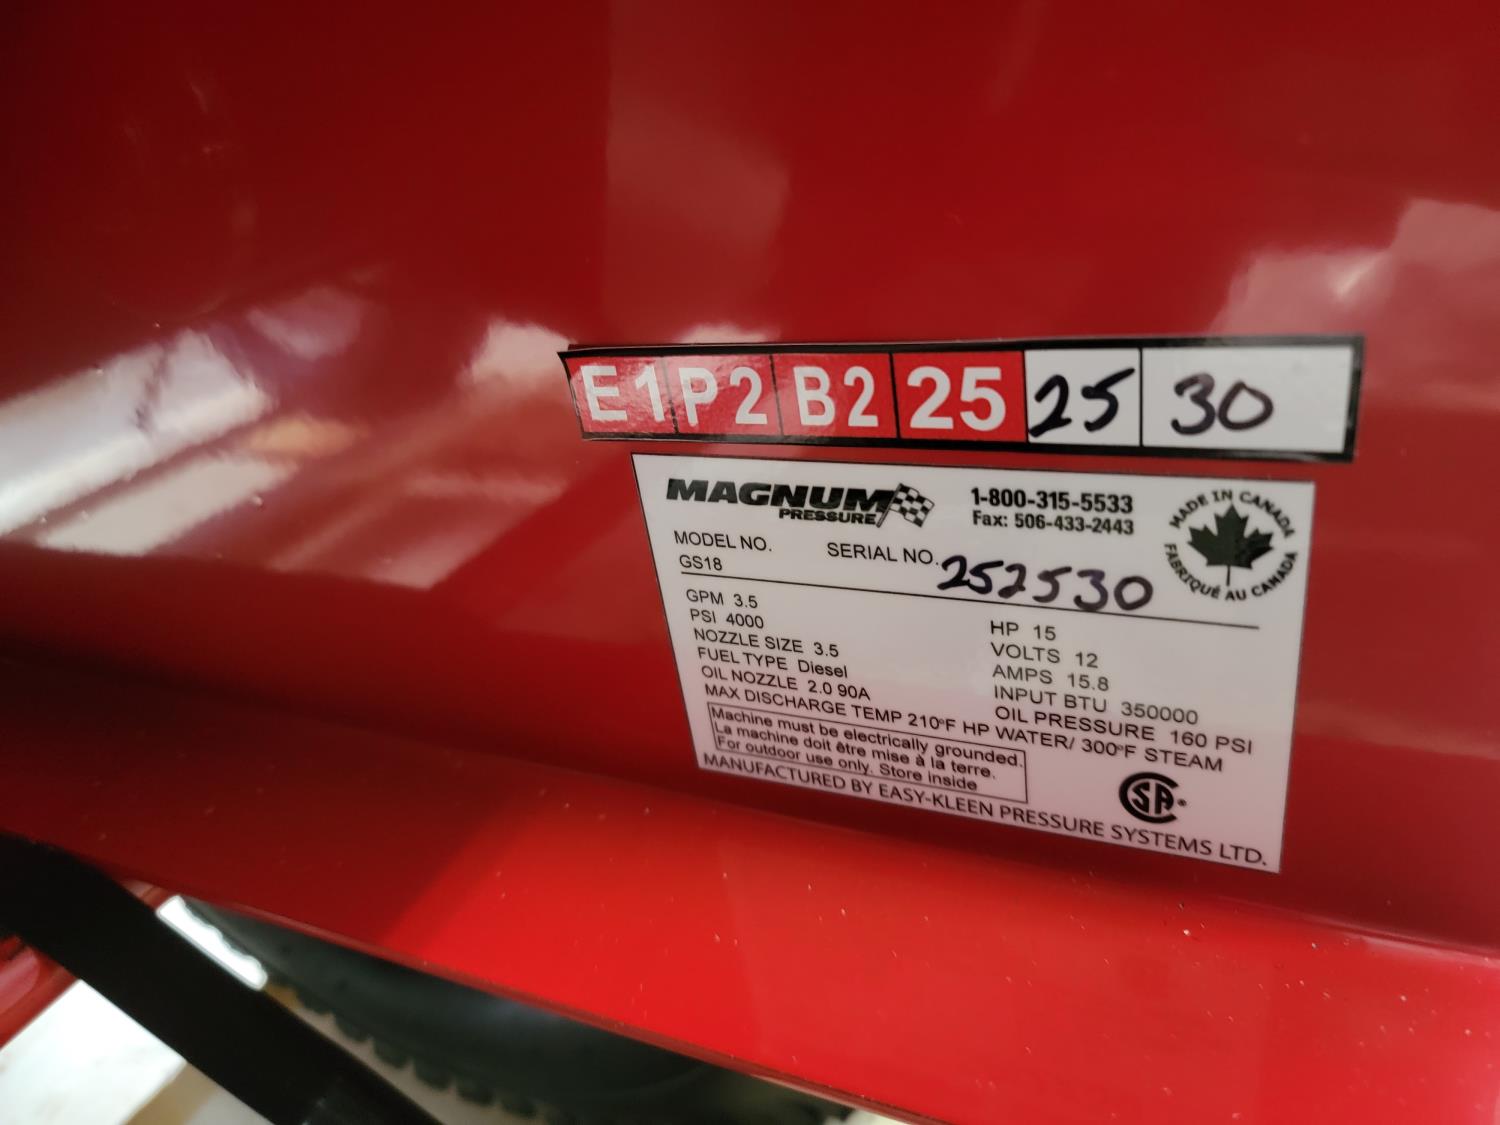 E1 P2 B2 25 25 30
MAGNUM PRESSURE
1-800-315-5533
Fax: 506-433-2443
MADE IN CANADA
FABRIQUÉ AU CANADA
MODEL NO. SERIAL NO. 252530
GS18
GPM 3.5
PSI 4000
NOZZLE SIZE 3.5
FUEL TYPE Diesel
OIL NOZZLE 2.0 90A
HP 15
VOLTS 12
AMPS 15.8
INPUT BTU 350000
OIL PRESSURE 160 PSI
MAX DISCHARGE TEMP 210°F HP WATER/ 300°F STEAM
Machine must be electrically grounded.
La machine doit être mise à la terre.
For outdoor use only. Store inside
CSA
MANUFACTURED BY EASY-KLEEN PRESSURE SYSTEMS LTD.